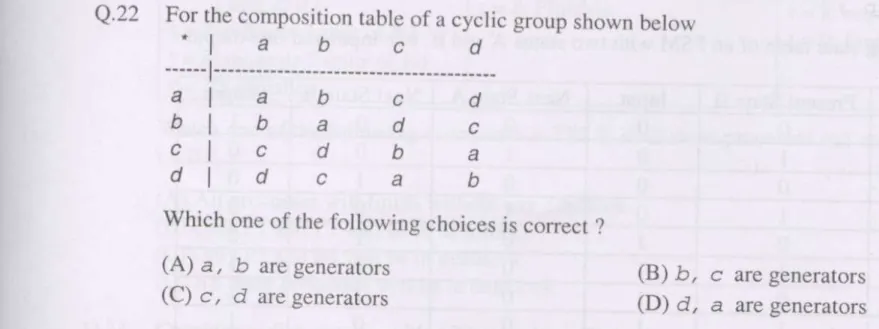 Q.22 For the composition table of a cyclic group shown below
* | a b c d
a | a b c d
b | b a d c
c | c d b a
d | d c a b
Which one of the following choices is correct ?
(A) a, b are generators (B) b, c are generators
(C) c, d are generators (D) d, a are generators